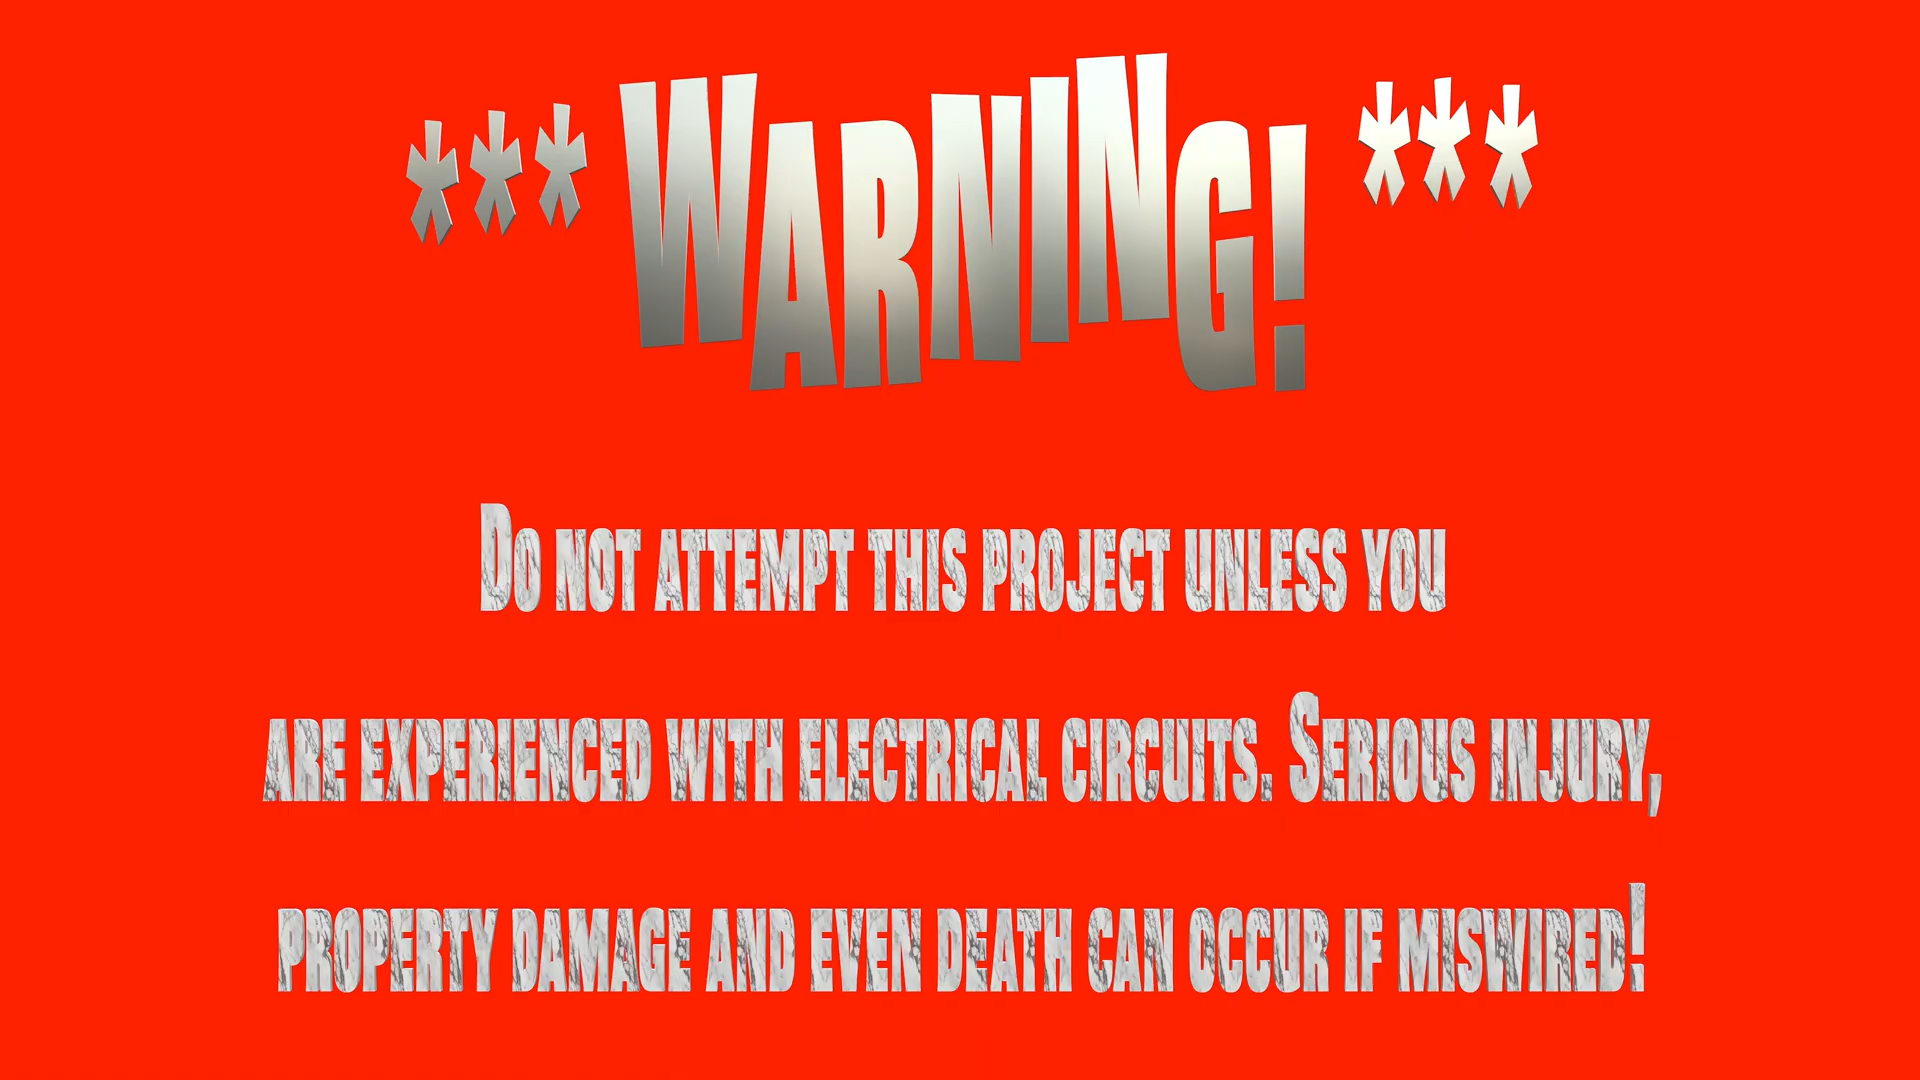 *** WARNING! ***
DO NOT ATTEMPT THIS PROJECT UNLESS YOU
ARE EXPERIENCED WITH ELECTRICAL CIRCUITS. SERIOUS INJURY,
PROPERTY DAMAGE AND EVEN DEATH CAN OCCUR IF MISWIRED!